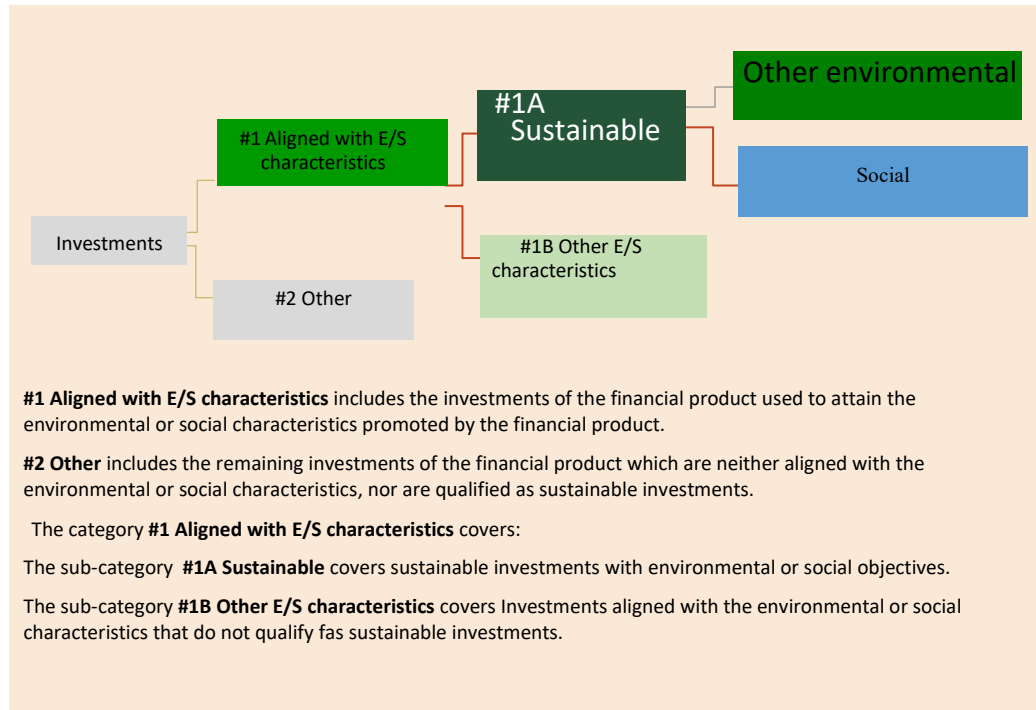 Other environmental
#1A
Sustainable
#1 Aligned with E/S
characteristics
Social
Investments
#1B Other E/S
characteristics
#2 Other
#1 Aligned with E/S characteristics includes the investments of the financial product used to attain the
environmental or social characteristics promoted by the financial product.
#2 Other includes the remaining investments of the financial product which are neither aligned with the
environmental or social characteristics, nor are qualified as sustainable investments.
The category #1 Aligned with E/S characteristics covers:
The sub-category #1A Sustainable covers sustainable investments with environmental or social objectives.
The sub-category #1B Other E/S characteristics covers Investments aligned with the environmental or social
characteristics that do not qualify fas sustainable investments.